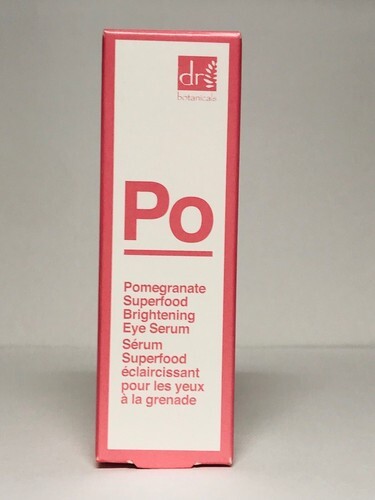 dr
botanicals
Po
Pomegranate
Superfood
Brightening
Eye Serum
Sérum
Superfood
éclaircissant
pour les yeux
à la grenade